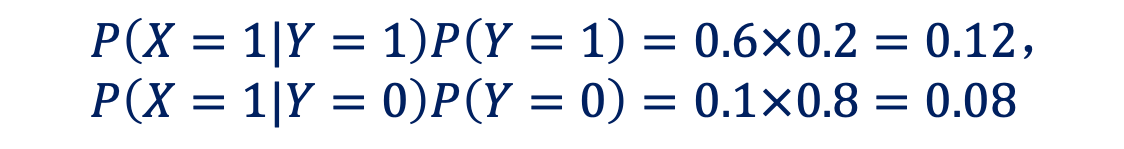 P(X = 1|Y = 1)P(Y = 1) = 0.6×0.2 = 0.12,
P(X = 1|Y = 0)P(Y = 0) = 0.1×0.8 = 0.08